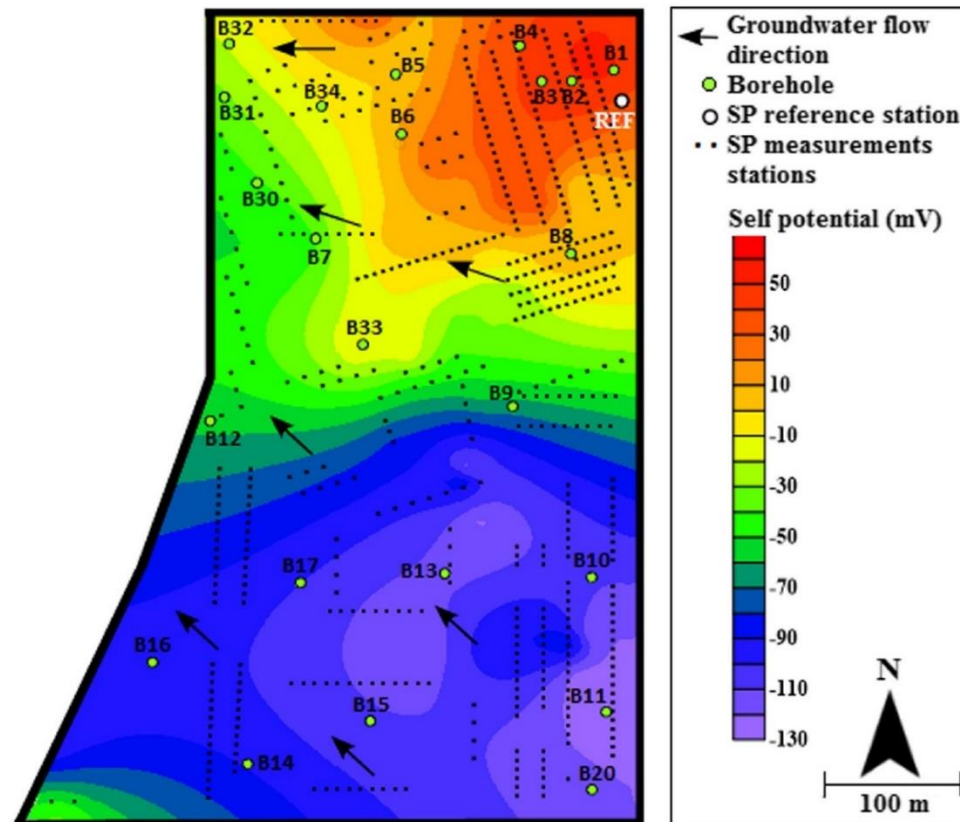 B32
B4
B1
B5
B34
B3
B2
B31
REF
B6
B30
B8
B7
B33
B9
B12
B17
B13
B10
B16
B15
B11
B14
B20
Groundwater flow
direction
Borehole
SP reference station
SP measurements
stations
Self potential (mV)
50
30
10
-10
-30
-50
-70
-90
-110
-130
N
100 m